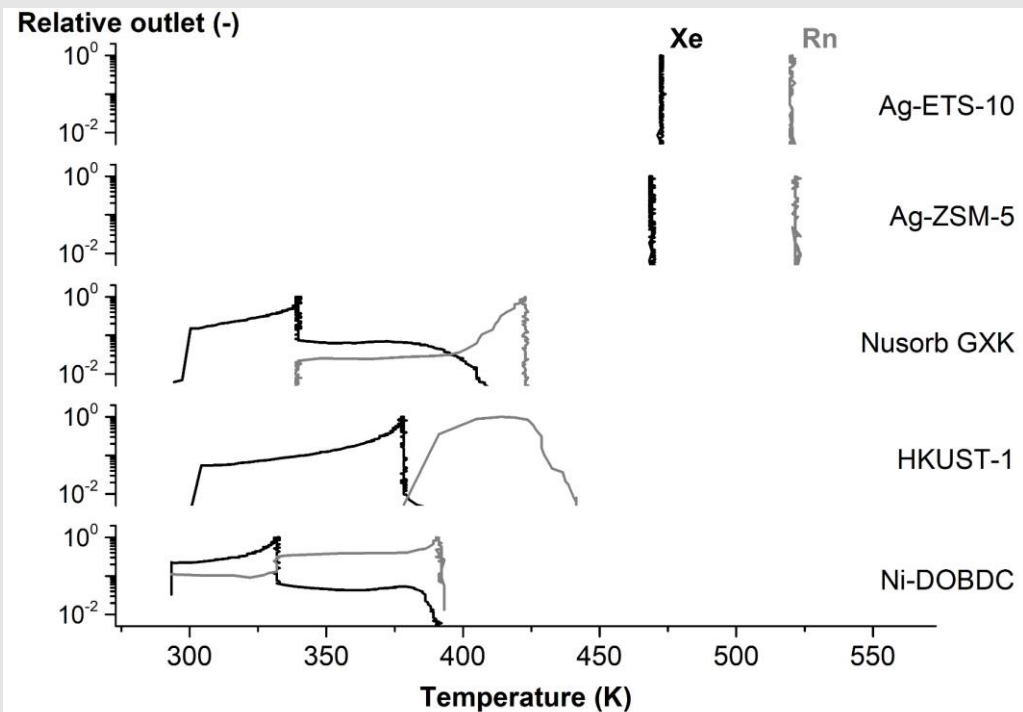 Relative outlet (-)
Xe
Rn
10⁰
10⁻²
Ag-ETS-10
10⁰
10⁻²
Ag-ZSM-5
10⁰
10⁻²
Nusorb GXK
10⁰
10⁻²
HKUST-1
10⁰
10⁻²
Ni-DOBDC
300 350 400 450 500 550
Temperature (K)